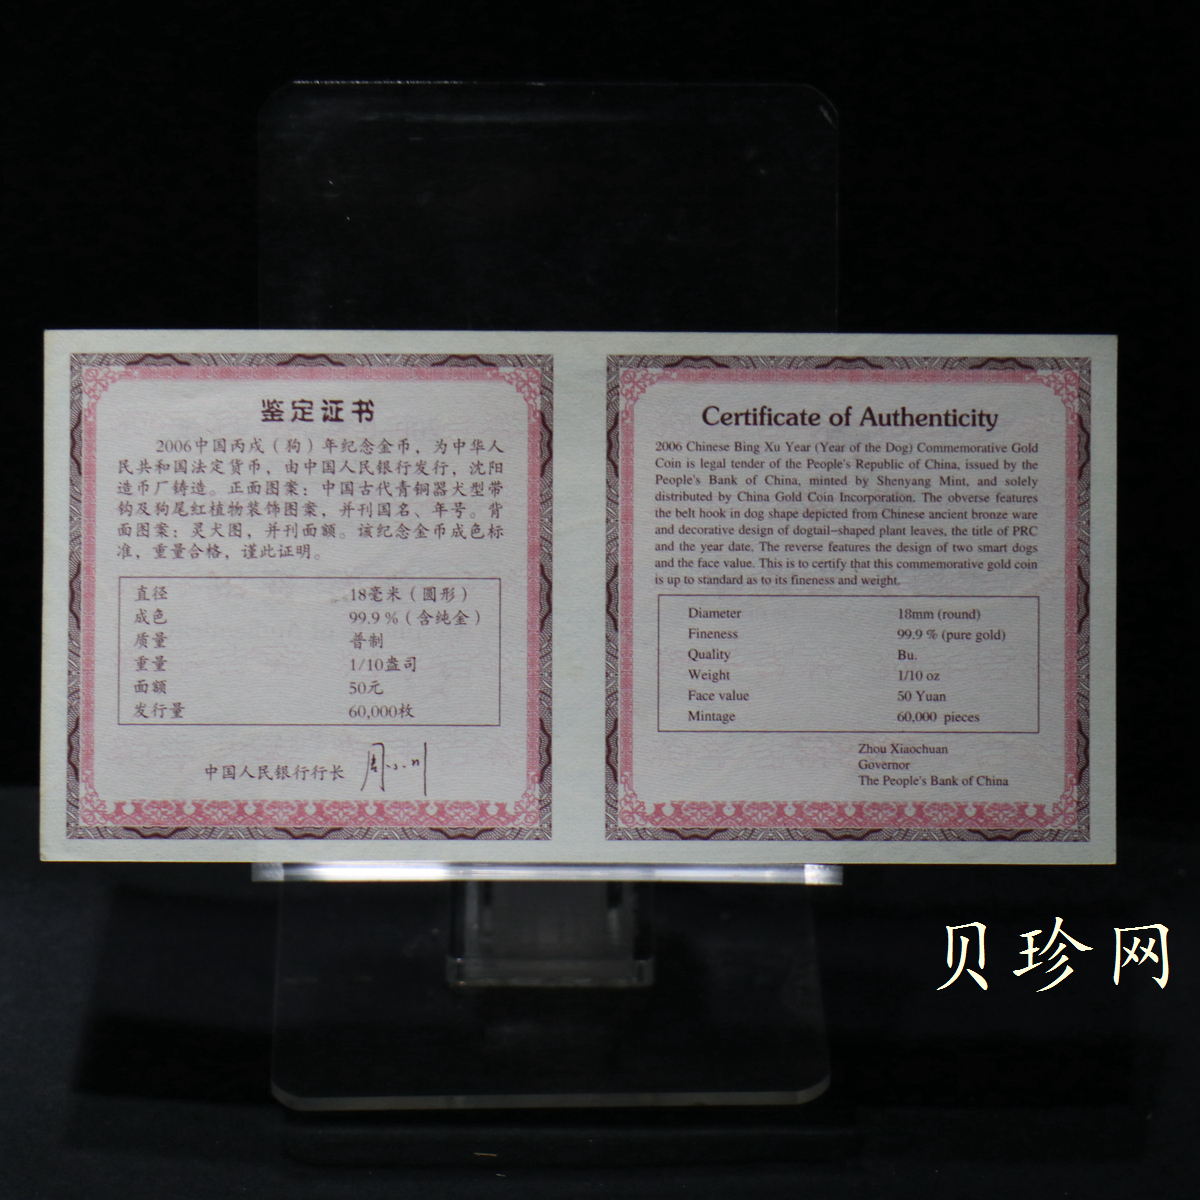 鉴定证书
2006中国丙戌（狗）年纪念金币，为中华人
民共和国法定货币，由中国人民银行发行，沈阳
造币厂铸造。正面图案：中国古代青铜器犬型带
钩及狗尾红植物装饰图案，并刊国名、年号。背
面图案：灵犬图，并刊面额。该纪念金币成色标
准，重量合格，谨此证明。
直径 18毫米（圆形）
成色 99.9%（含纯金）
质量 普制
重量 1/10盎司
面额 50元
发行量 60,000枚
中国人民银行行长 周小川
Certificate of Authenticity
2006 Chinese Bing Xu Year (Year of the Dog) Commemorative Gold
Coin is legal tender of the People's Republic of China, issued by the
People's Bank of China, minted by Shenyang Mint, and solely
distributed by China Gold Coin Incorporation. The obverse features
the belt hook in dog shape depicted from Chinese ancient bronze ware
and decorative design of dogtail-shaped plant leaves, the title of PRC
and the year date. The reverse features the design of two smart dogs
and the face value. This is to certify that this commemorative gold coin
is up to standard as to its fineness and weight.
Diameter 18mm (round)
Fineness 99.9 % (pure gold)
Quality Bu.
Weight 1/10 oz
Face value 50 Yuan
Mintage 60,000 pieces
Zhou Xiaochuan
Governor
The People's Bank of China
贝珍网